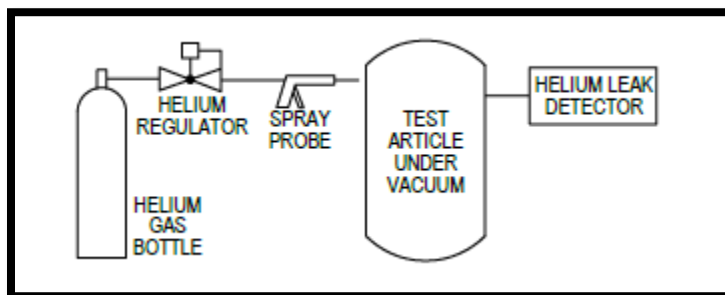 HELIUM
REGULATOR
SPRAY
PROBE
TEST
ARTICLE
UNDER
VACUUM
HELIUM LEAK
DETECTOR
HELIUM
GAS
BOTTLE